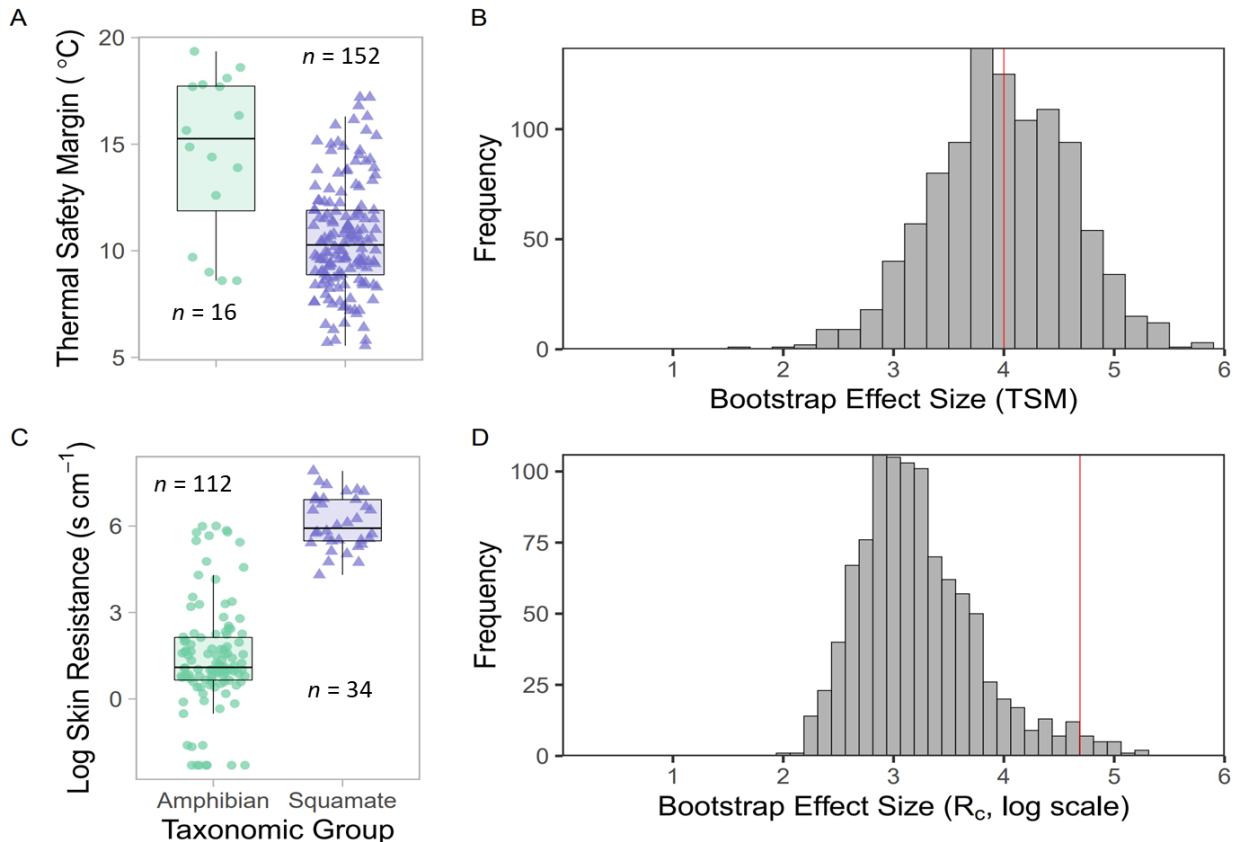 A
Thermal Safety Margin ( °C)
20
15
10
5
n = 152
n = 16
B
Frequency
100
50
0
1 2 3 4 5 6
Bootstrap Effect Size (TSM)
C
Log Skin Resistance (s cm⁻¹)
6
3
0
n = 112
n = 34
Amphibian Squamate
Taxonomic Group
D
Frequency
100
75
50
25
0
1 2 3 4 5 6
Bootstrap Effect Size (Rc, log scale)